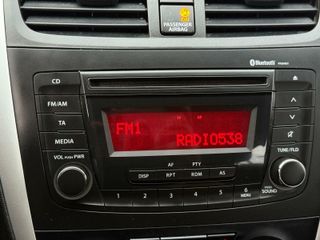 PASSENGER
AIRBAG
Bluetooth
CD
FM/AM
TA
MEDIA
VOL PUSH PWR
FM1
RADIO538
TUNE/FLD
PUSH
SOUND
AF PTY
DISP RPT RDM AS
1 2 3 4 5 6
MENU